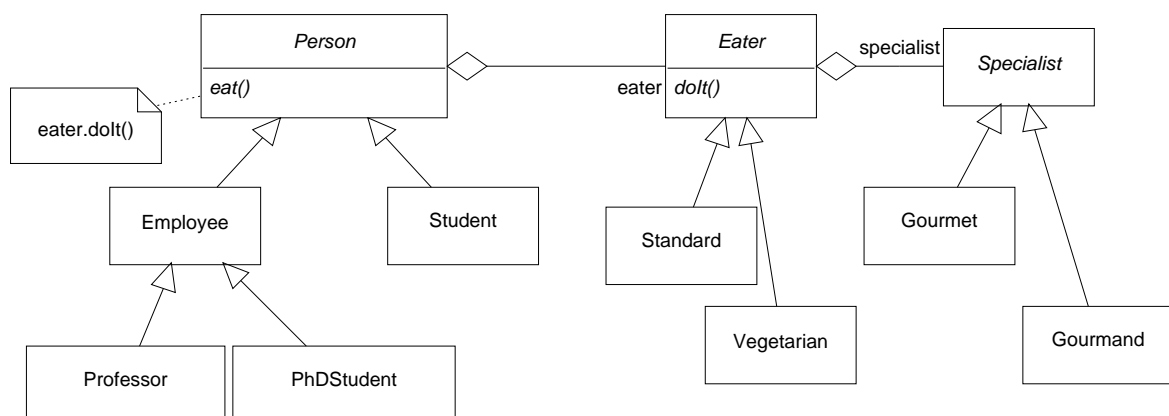 Person
eat()
eater.doIt()
Eater
eater
doIt()
specialist
Specialist
Employee
Student
Standard
Gourmet
Vegetarian
Gourmand
Professor
PhDStudent